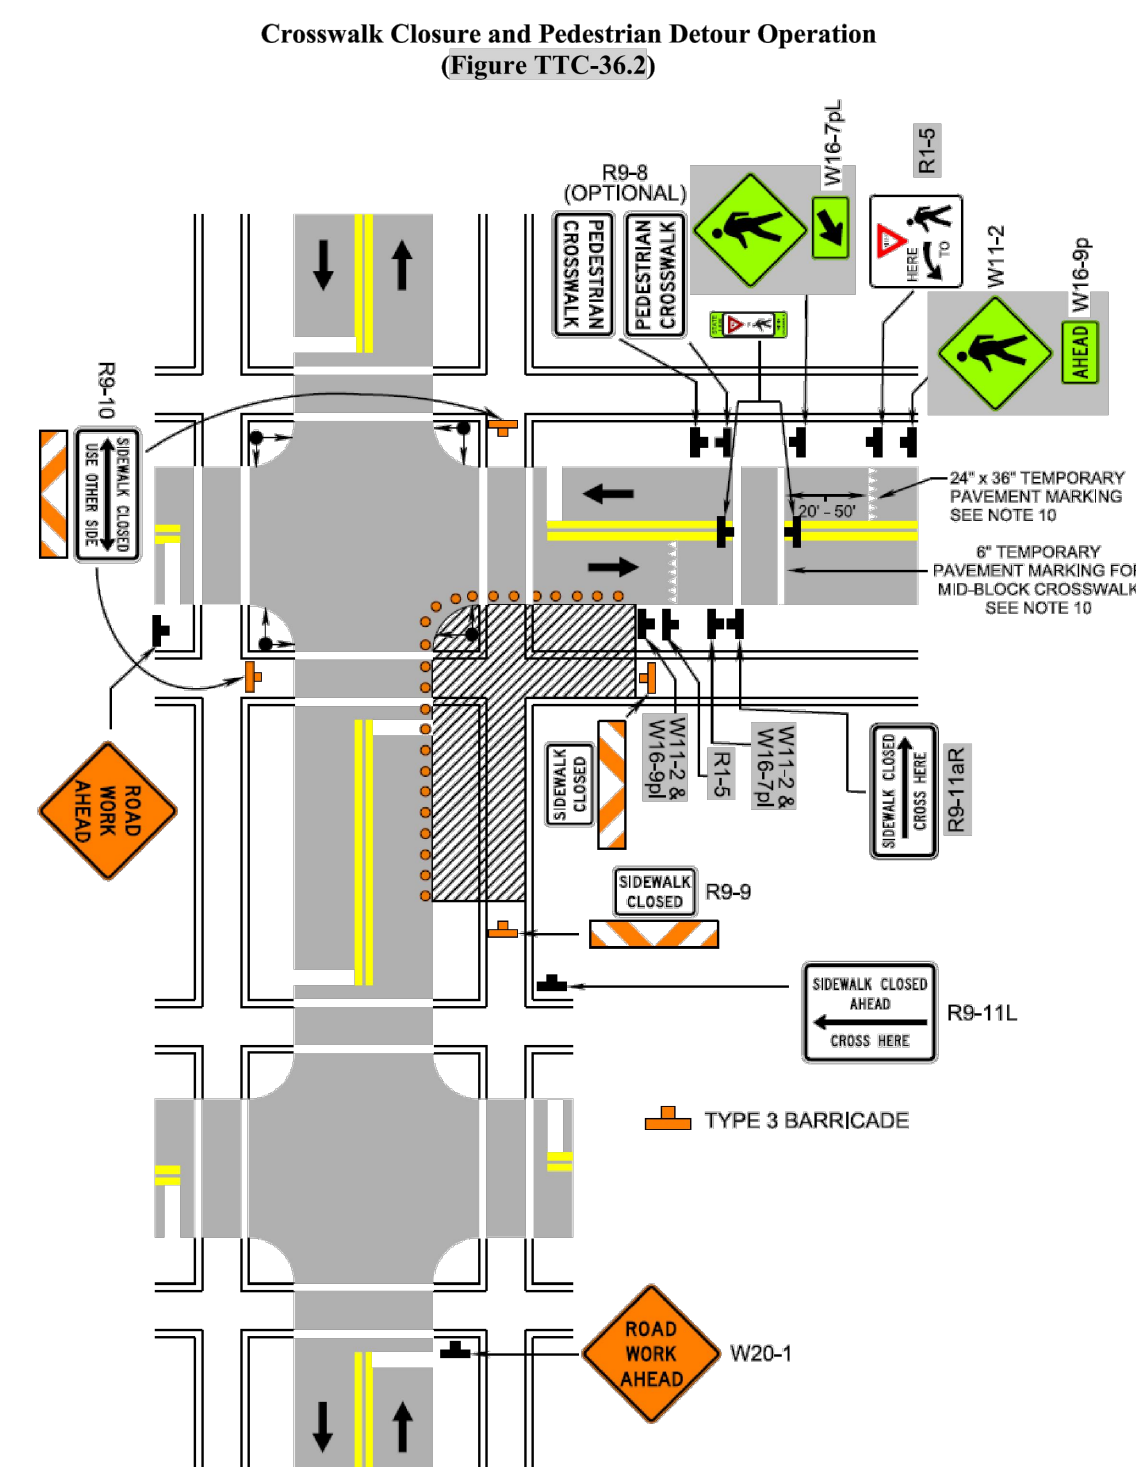 Crosswalk Closure and Pedestrian Detour Operation
(Figure TTC-36.2)
R9-8
(OPTIONAL)
PEDESTRIAN
CROSSWALK
PEDESTRIAN
CROSSWALK
W16-7pL
R1-5
HERE
TO
W11-2
W16-9p
AHEAD
R9-10
SIDEWALK CLOSED
USE OTHER SIDE
24" x 36" TEMPORARY
PAVEMENT MARKING
SEE NOTE 10
20' - 50'
6" TEMPORARY
PAVEMENT MARKING FOR
MID-BLOCK CROSSWALK
SEE NOTE 10
ROAD
WORK
AHEAD
SIDEWALK
CLOSED
W11-2 &
W16-9pl
R1-5
W11-2 &
W16-7pl
SIDEWALK CLOSED
CROSS HERE
R9-11aR
SIDEWALK
CLOSED
R9-9
SIDEWALK CLOSED
AHEAD
CROSS HERE
R9-11L
TYPE 3 BARRICADE
ROAD
WORK
AHEAD
W20-1